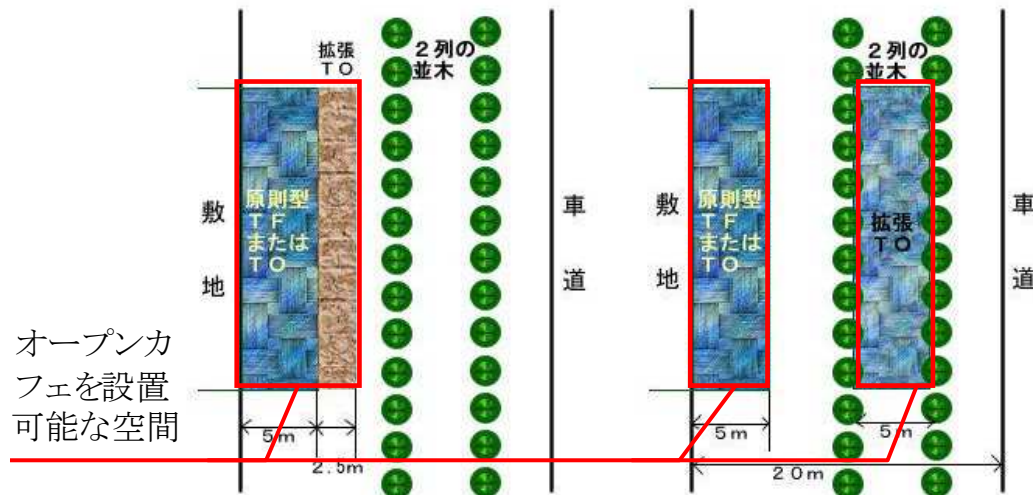 拡張
TO
2列の
並木
原則型
TF
または
TO
敷
地
車
道
5m
2.5m
2列の
並木
原則型
TF
または
TO
拡張
TO
敷
地
車
道
5m
5m
20m
オープンカ
フェを設置
可能な空間